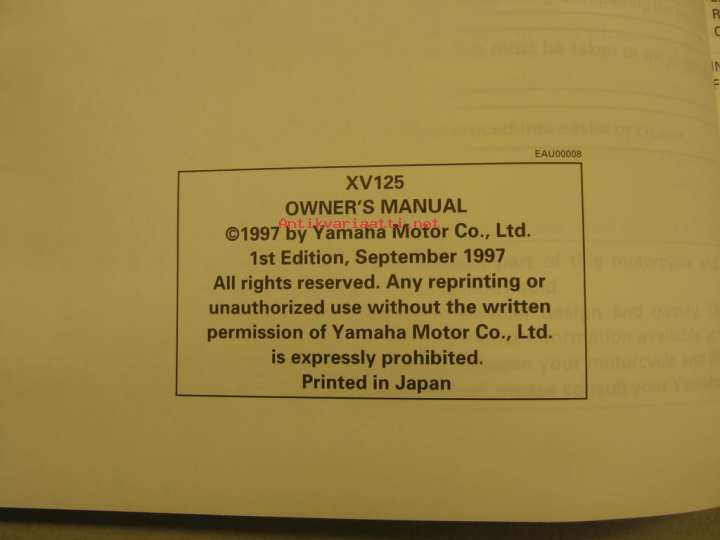 EAU00008
XV125
OWNER'S MANUAL
Antikvariaatti.net
©1997 by Yamaha Motor Co., Ltd.
1st Edition, September 1997
All rights reserved. Any reprinting or
unauthorized use without the written
permission of Yamaha Motor Co., Ltd.
is expressly prohibited.
Printed in Japan